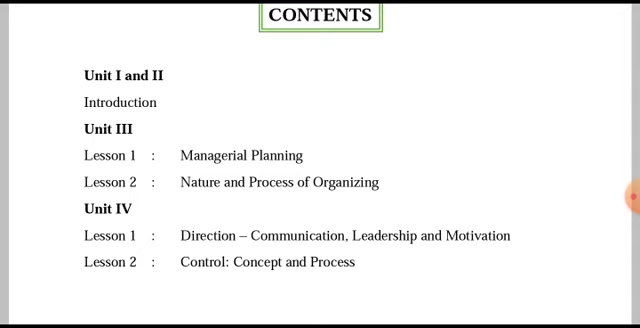 CONTENTS
Unit I and II
Introduction
Unit III
Lesson 1 : Managerial Planning
Lesson 2 : Nature and Process of Organizing
Unit IV
Lesson 1 : Direction – Communication, Leadership and Motivation
Lesson 2 : Control: Concept and Process